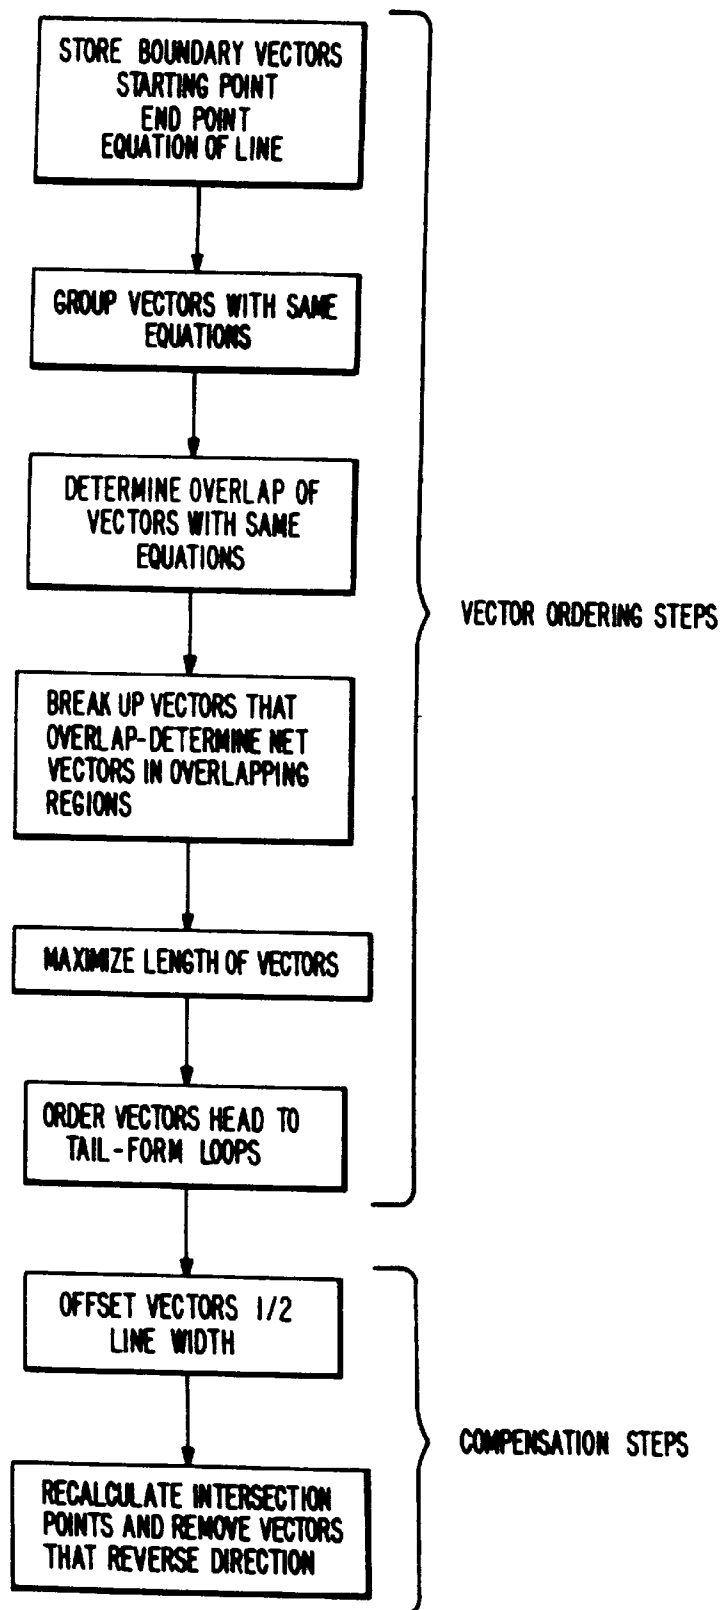 STORE BOUNDARY VECTORS
STARTING POINT
END POINT
EQUATION OF LINE
GROUP VECTORS WITH SAME
EQUATIONS
DETERMINE OVERLAP OF
VECTORS WITH SAME
EQUATIONS
BREAK UP VECTORS THAT
OVERLAP-DETERMINE NET
VECTORS IN OVERLAPPING
REGIONS
MAXIMIZE LENGTH OF VECTORS
ORDER VECTORS HEAD TO
TAIL-FORM LOOPS
VECTOR ORDERING STEPS
OFFSET VECTORS 1/2
LINE WIDTH
RECALCULATE INTERSECTION
POINTS AND REMOVE VECTORS
THAT REVERSE DIRECTION
COMPENSATION STEPS